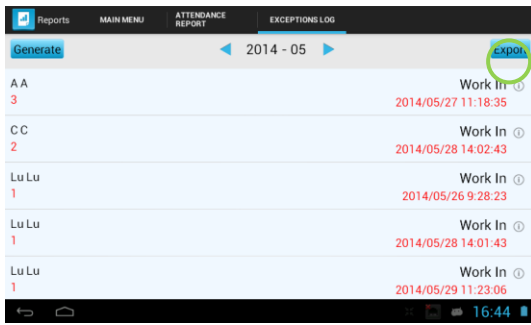 Reports MAIN MENU ATTENDANCE REPORT EXCEPTIONS LOG
Generate 2014 - 05 Export
A A Work In
3 2014/05/27 11:18:35
C C Work In
2 2014/05/28 14:02:43
Lu Lu Work In
1 2014/05/26 9:28:23
Lu Lu Work In
1 2014/05/28 14:01:43
Lu Lu Work In
1 2014/05/29 11:23:06
16:44